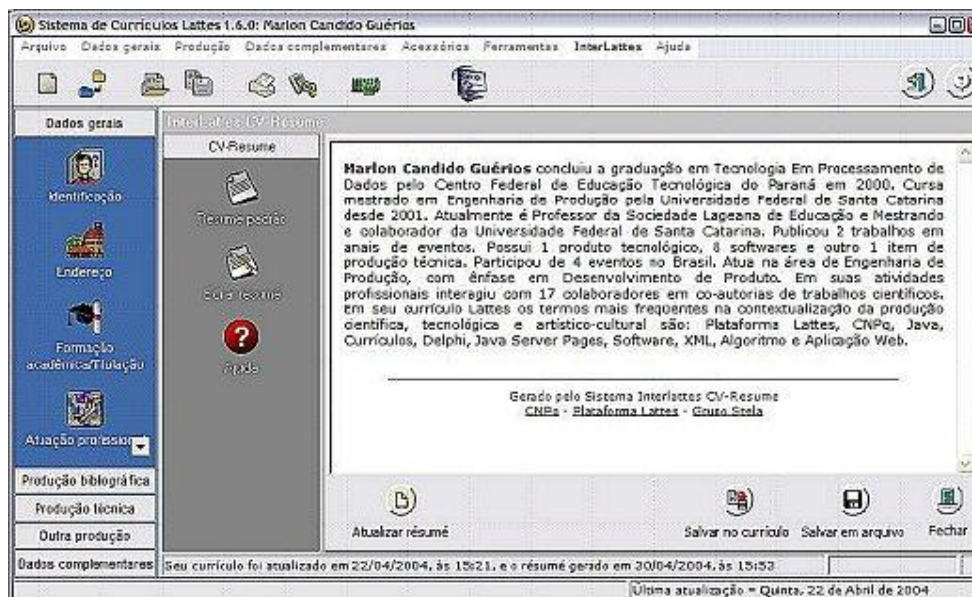 Sistema de Currículos Lattes 1.6.0: Marlon Candido Guérios
Arquivo Dados gerais Produção Dados complementares Acessórios Ferramentas InterLattes Ajuda
Dados gerais
InterLattes CV-Resume
CV-Resume
Identificação
Endereço
Formação
acadêmica/Titulação
Atuação profission
Produção bibliográfica
Produção técnica
Outra produção
Dados complementares
Resume padrão
résumé
Ajuda
Marlon Candido Guérios concluiu a graduação em Tecnologia Em Processamento de
Dados pelo Centro Federal de Educação Tecnológica do Paraná em 2000. Cursa
mestrado em Engenharia de Produção pela Universidade Federal de Santa Catarina
desde 2001. Atualmente é Professor da Sociedade Lageana de Educação e Mestrando
e colaborador da Universidade Federal de Santa Catarina. Publicou 2 trabalhos em
anais de eventos. Possui 1 produto tecnológico, 8 softwares e outro 1 item de
produção técnica. Participou de 4 eventos no Brasil. Atua na área de Engenharia de
Produção, com ênfase em Desenvolvimento de Produto. Em suas atividades
profissionais interagiu com 17 colaboradores em co-autorias de trabalhos científicos.
Em seu currículo Lattes os termos mais frequentes na contextualização da produção
científica, tecnológica e artístico-cultural são: Plataforma Lattes, CNPq, Java,
Currículos, Delphi, Java Server Pages, Software, XML, Algoritmo e Aplicação Web.
Gerado pelo Sistema Interlattes CV-Resume
CNPq - Plataforma Lattes - Grupo Stela
Atualizar résumé
Salvar no currículo
Salvar em arquivo
Fechar
Seu currículo foi atualizado em 22/04/2004, às 15:21, e o résumé gerado em 30/04/2004, às 15:53
Última atualização = Quinta, 22 de Abril de 2004